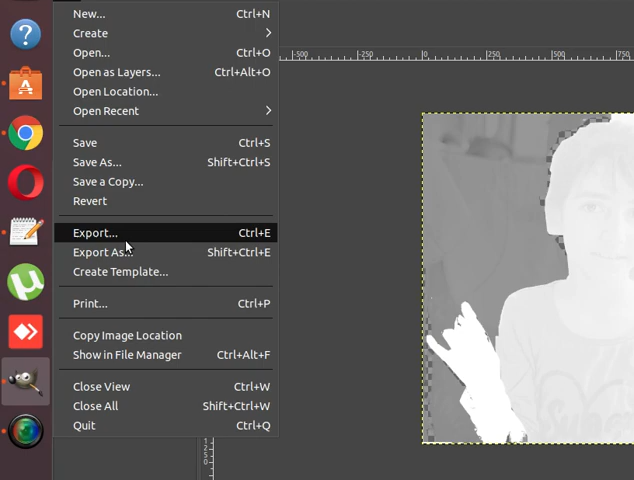 New... Ctrl+N
Create
Open... Ctrl+O
Open as Layers... Ctrl+Alt+O
Open Location...
Open Recent
Save Ctrl+S
Save As... Shift+Ctrl+S
Save a Copy...
Revert
Export... Ctrl+E
Export As... Shift+Ctrl+E
Create Template...
Print... Ctrl+P
Copy Image Location
Show in File Manager Ctrl+Alt+F
Close View Ctrl+W
Close All Shift+Ctrl+W
Quit Ctrl+Q
-500 -250 0 250 500 750